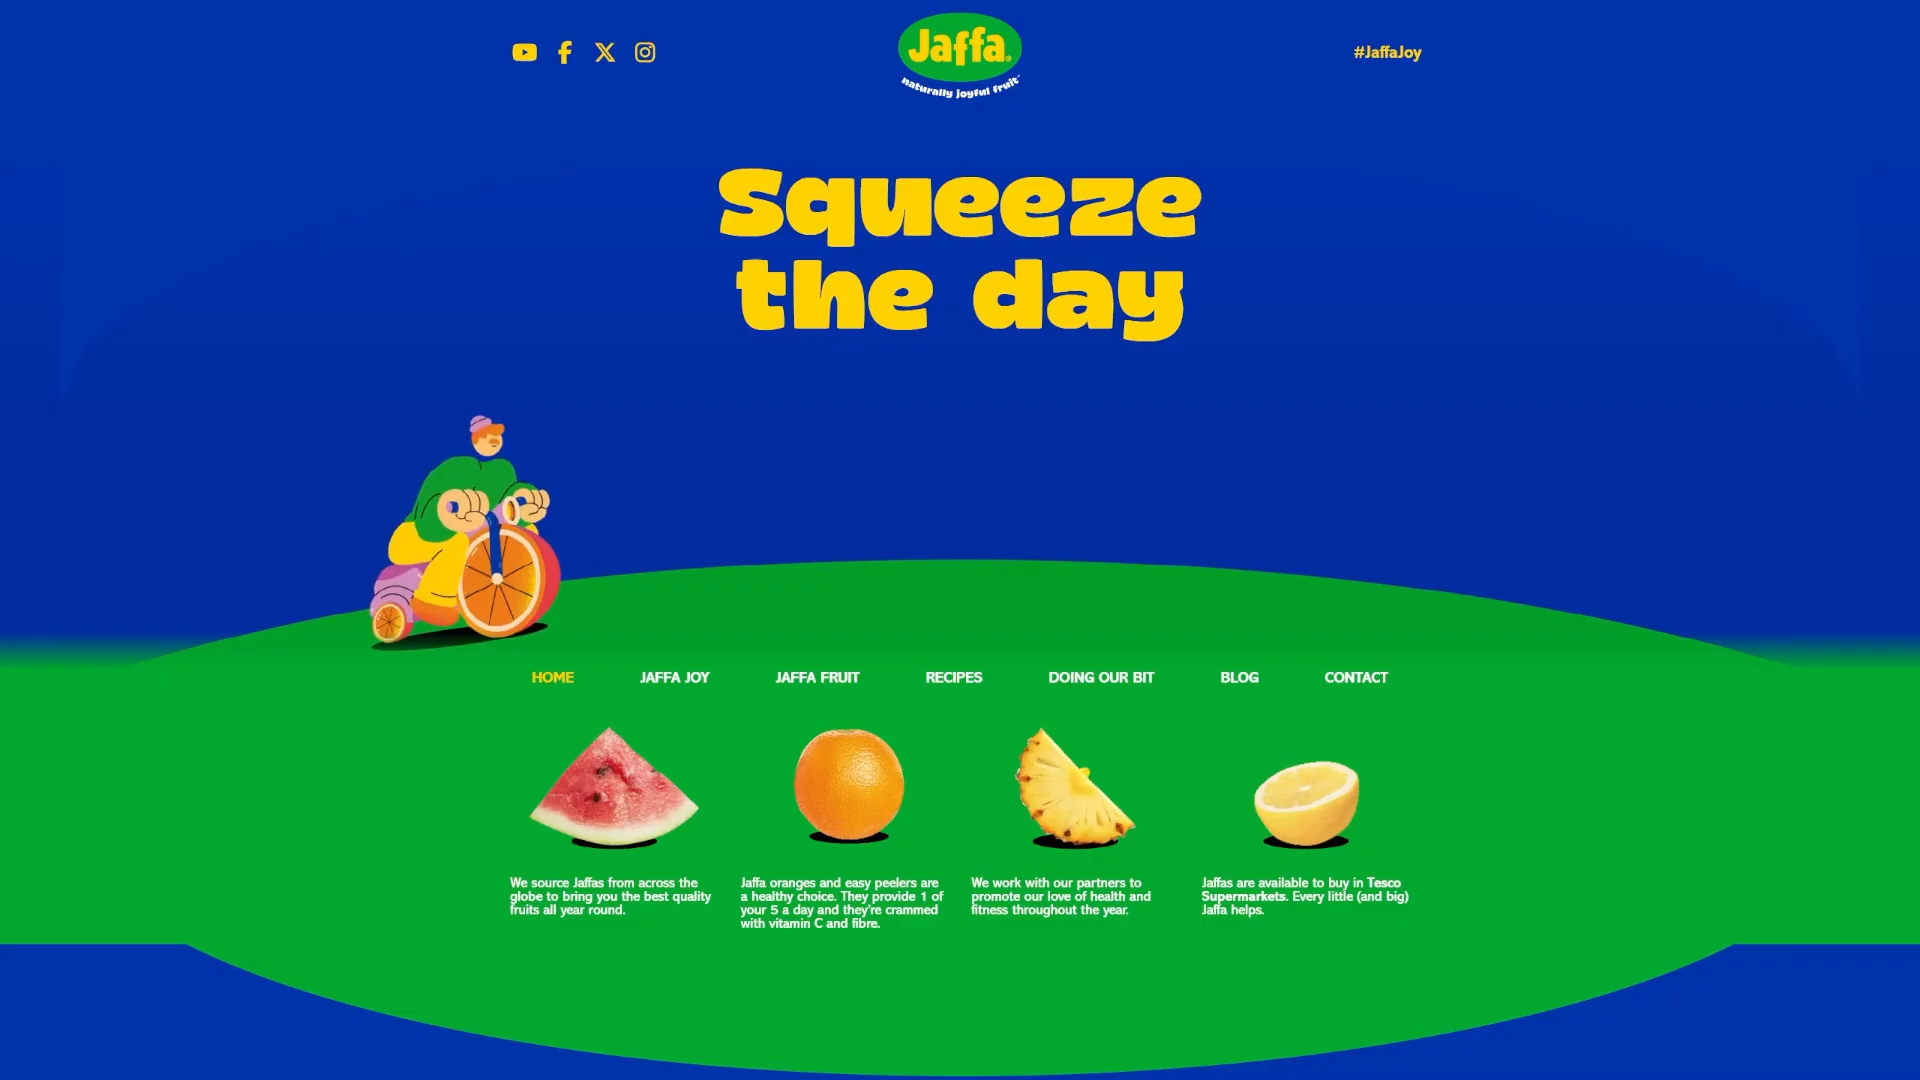 Jaffa
naturally joyful fruit™
#JaffaJoy
Squeeze
the day
HOME JAFFA JOY JAFFA FRUIT RECIPES DOING OUR BIT BLOG CONTACT
We source Jaffas from across the
globe to bring you the best quality
fruits all year round.
Jaffa oranges and easy peelers are
a healthy choice. They provide 1 of
your 5 a day and they're crammed
with vitamin C and fibre.
We work with our partners to
promote our love of health and
fitness throughout the year.
Jaffas are available to buy in Tesco
Supermarkets. Every little (and big)
Jaffa helps.